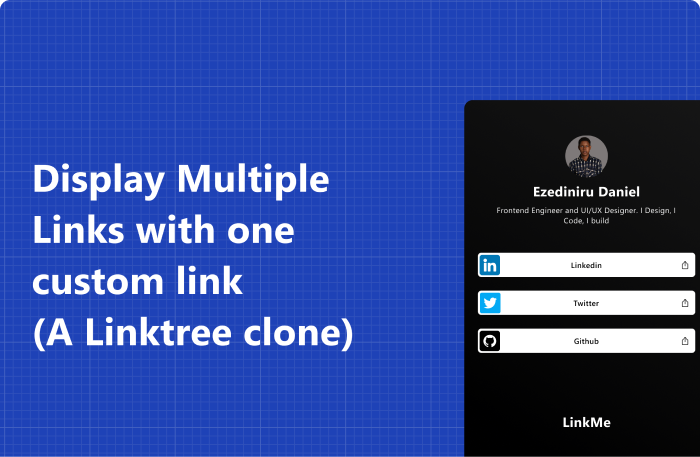 Display Multiple
Links with one
custom link
(A Linktree clone)
Ezediniru Daniel
Frontend Engineer and UI/UX Designer. I Design, I
Code, I build
in
Linkedin
Twitter
Github
LinkMe